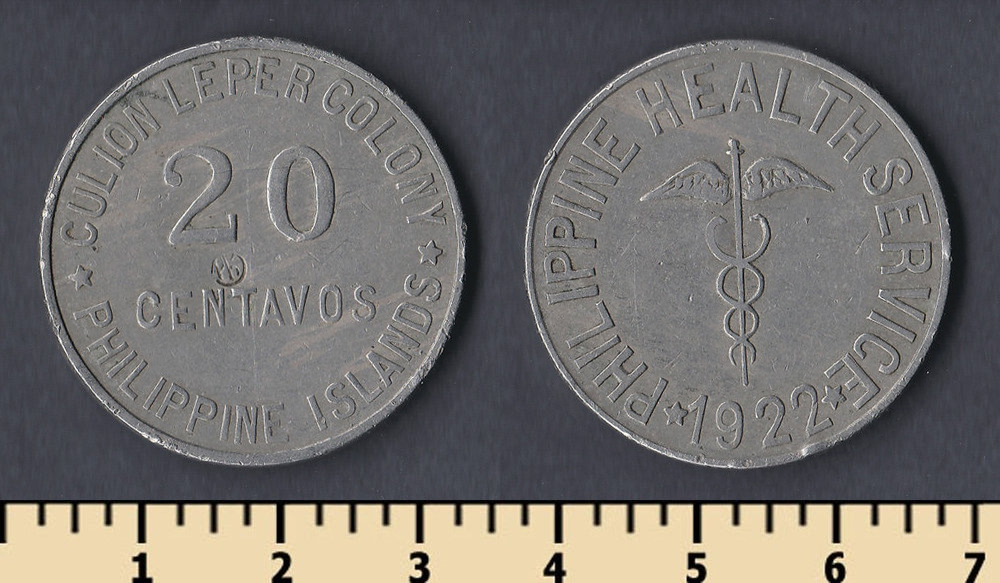 CULION LEPER COLONY
20
CENTAVOS
PHILIPPINE ISLANDS
PHILIPPINE HEALTH SERVICE
1922
1 2 3 4 5 6 7